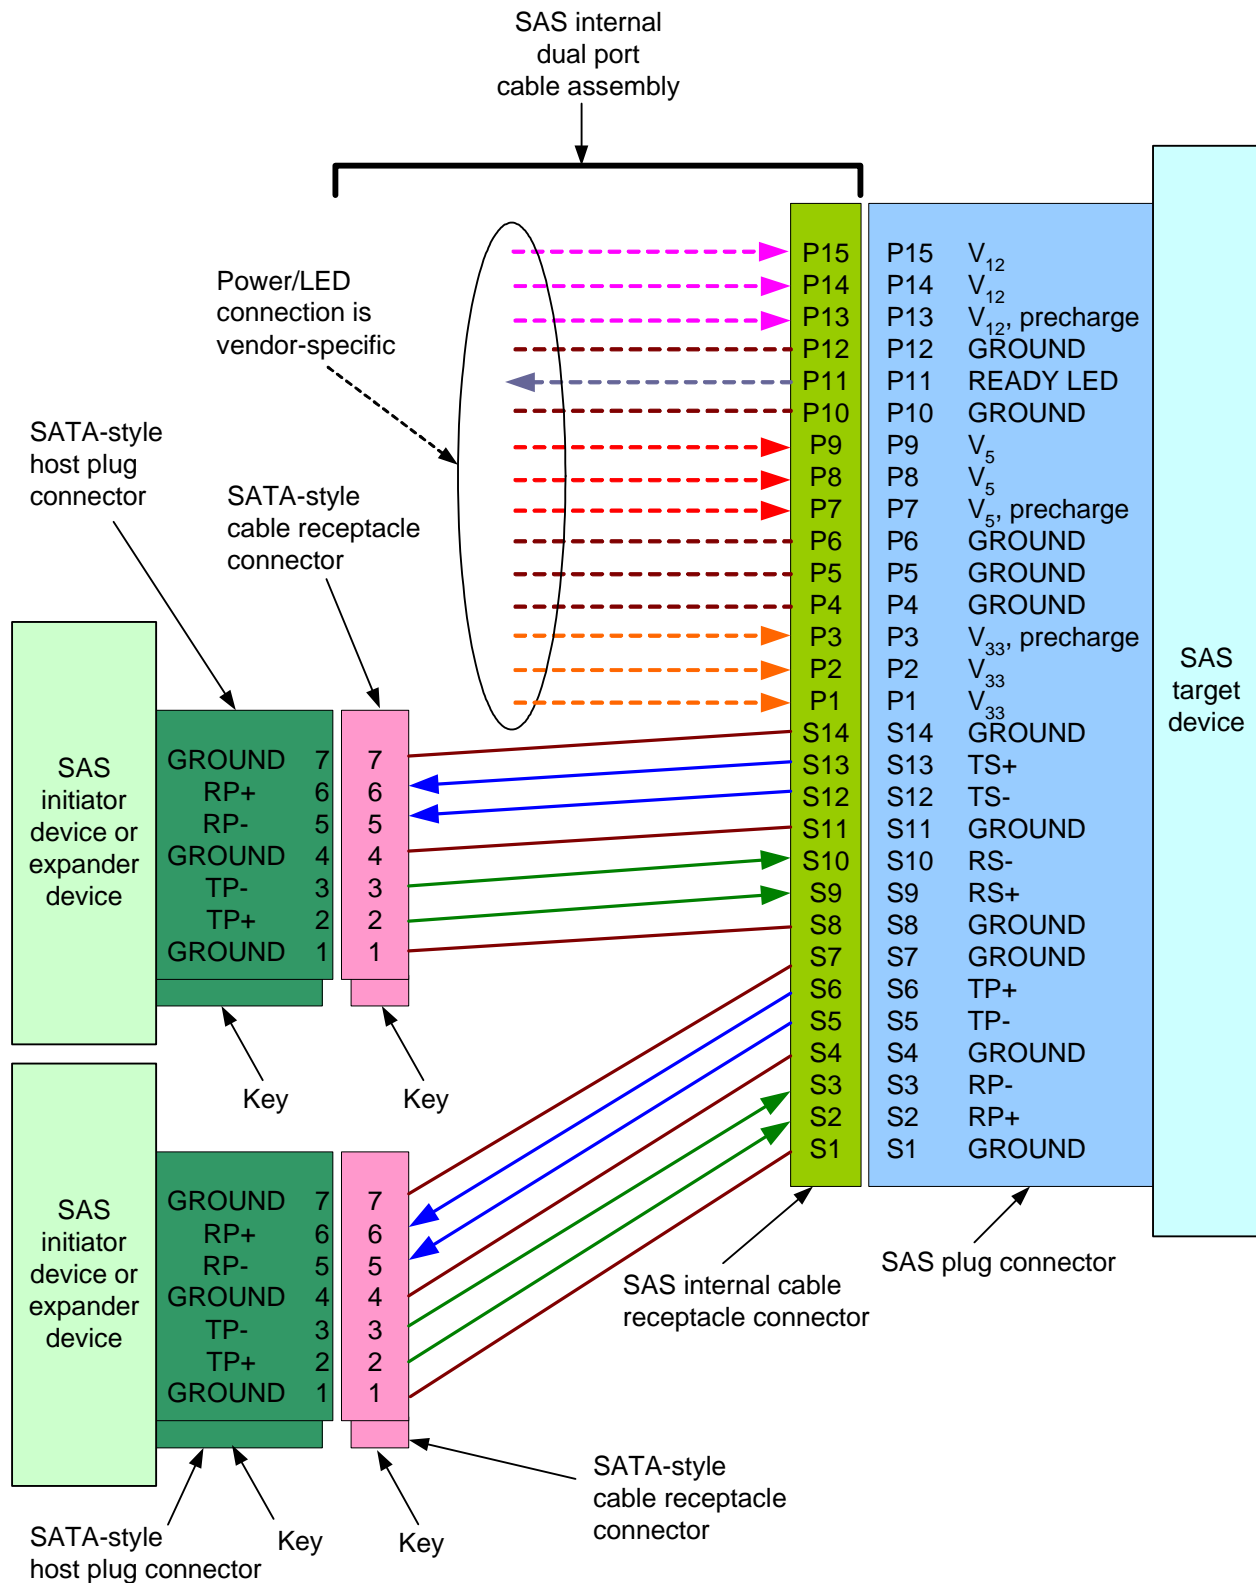 SAS internal
dual port
cable assembly
Power/LED
connection is
vendor-specific
SATA-style
host plug
connector
SATA-style
cable receptacle
connector
P15 P15 V12
P14 P14 V12
P13 P13 V12, precharge
P12 P12 GROUND
P11 P11 READY LED
P10 P10 GROUND
P9 P9 V5
P8 P8 V5
P7 P7 V5, precharge
P6 P6 GROUND
P5 P5 GROUND
P4 P4 GROUND
P3 P3 V33, precharge
P2 P2 V33
P1 P1 V33
S14 S14 GROUND
S13 S13 TS+
S12 S12 TS-
S11 S11 GROUND
S10 S10 RS-
S9 S9 RS+
S8 S8 GROUND
S7 S7 GROUND
S6 S6 TP+
S5 S5 TP-
S4 S4 GROUND
S3 S3 RP-
S2 S2 RP+
S1 S1 GROUND
SAS
target
device
SAS
initiator
device or
expander
device
GROUND 7 7
RP+ 6 6
RP- 5 5
GROUND 4 4
TP- 3 3
TP+ 2 2
GROUND 1 1
Key
Key
SAS
initiator
device or
expander
device
GROUND 7 7
RP+ 6 6
RP- 5 5
GROUND 4 4
TP- 3 3
TP+ 2 2
GROUND 1 1
SAS internal cable
receptacle connector
SAS plug connector
SATA-style
host plug connector
Key
Key
SATA-style
cable receptacle
connector